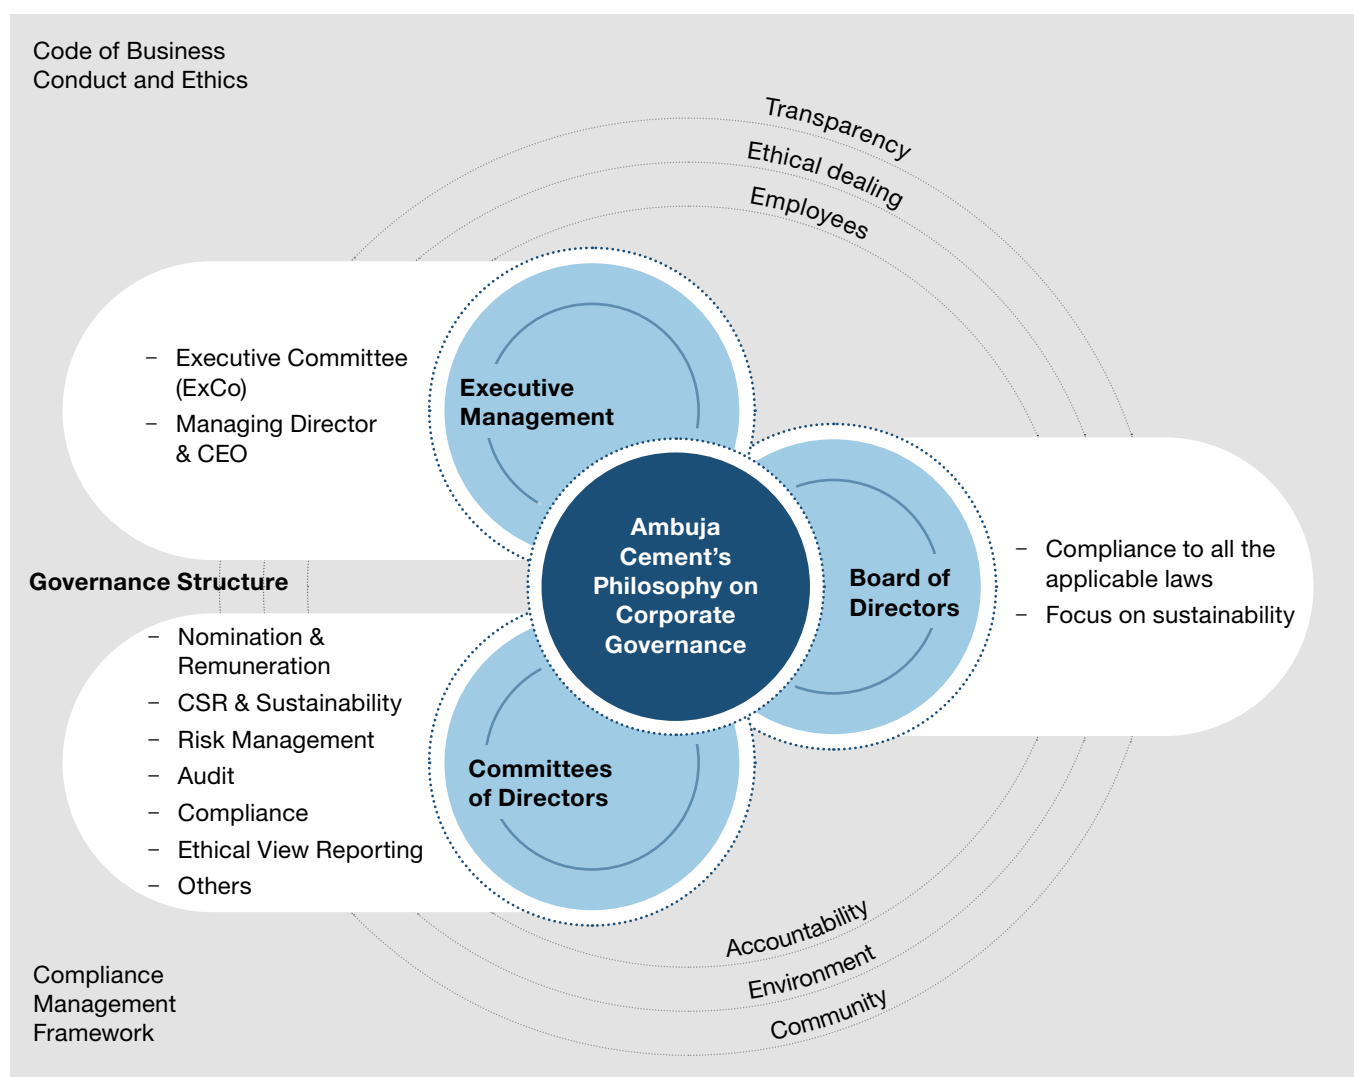 Code of Business
Conduct and Ethics
Transparency
Ethical dealing
Employees
– Executive Committee
(ExCo)
– Managing Director
& CEO
Executive
Management
Governance Structure
Ambuja
Cement’s
Philosophy on
Corporate
Governance
Board of
Directors
– Compliance to all the
applicable laws
– Focus on sustainability
– Nomination &
Remuneration
– CSR & Sustainability
– Risk Management
– Audit
– Compliance
– Ethical View Reporting
– Others
Committees
of Directors
Accountability
Environment
Community
Compliance
Management
Framework